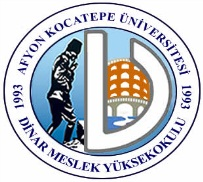 AFYON KOCATEPE ÜNİVERSİTESİ
1993 1993
DİNAR MESLEK YÜKSEKOKULU